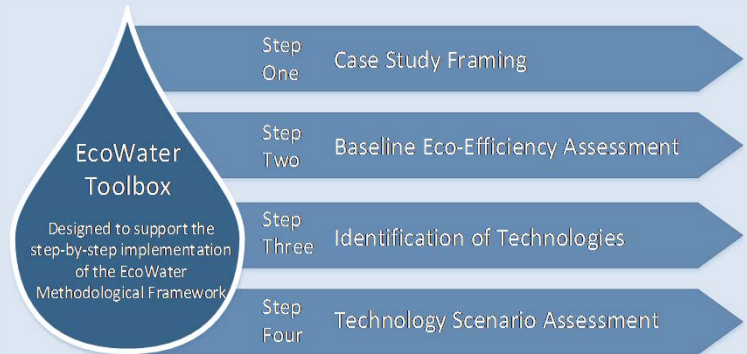 EcoWater
Toolbox
Designed to support the
step-by-step implementation
of the EcoWater
Methodological Framework
Step
One
Case Study Framing
Step
Two
Baseline Eco-Efficiency Assessment
Step
Three
Identification of Technologies
Step
Four
Technology Scenario Assessment